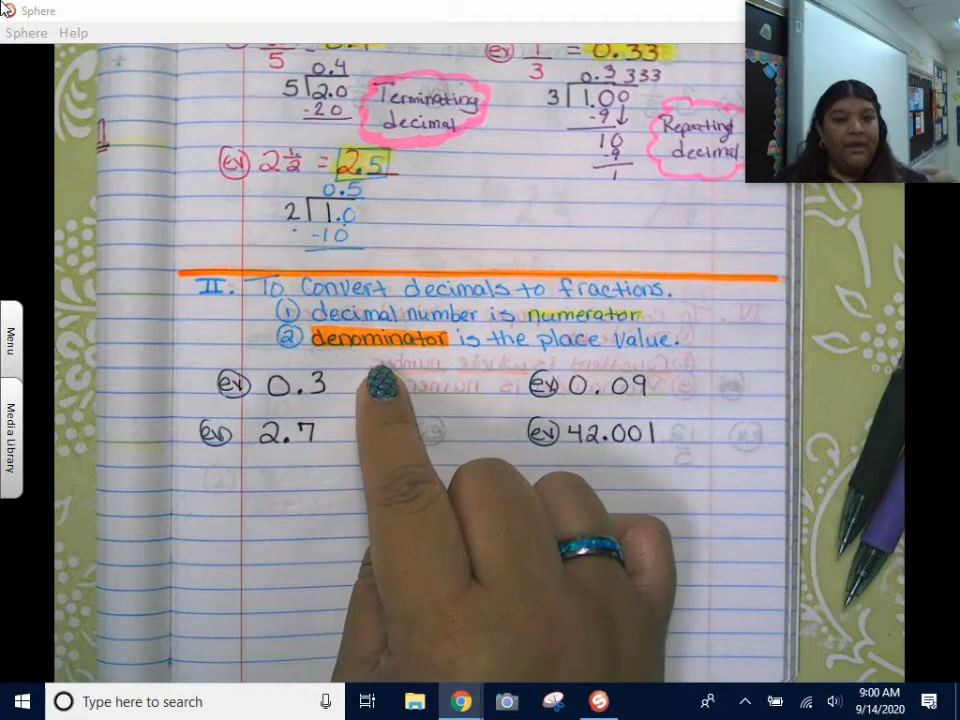 Sphere
Sphere Help
5
0.4
5 2.0
-20
Terminating
decimal
ex 1/3 = 0.33
0.3 333
3 1.00
-9
10
-9
1
Repeating
decimal
ex 2 1/2 = 2.5
0.5
2 1.0
-10
II. To Convert decimals to fractions.
① decimal number is numerator
② denominator is the place value.
ex 0.3
ex 0.09
ex 2.7
ex 42.001
Menu
Media Library
Type here to search
9:00 AM
9/14/2020